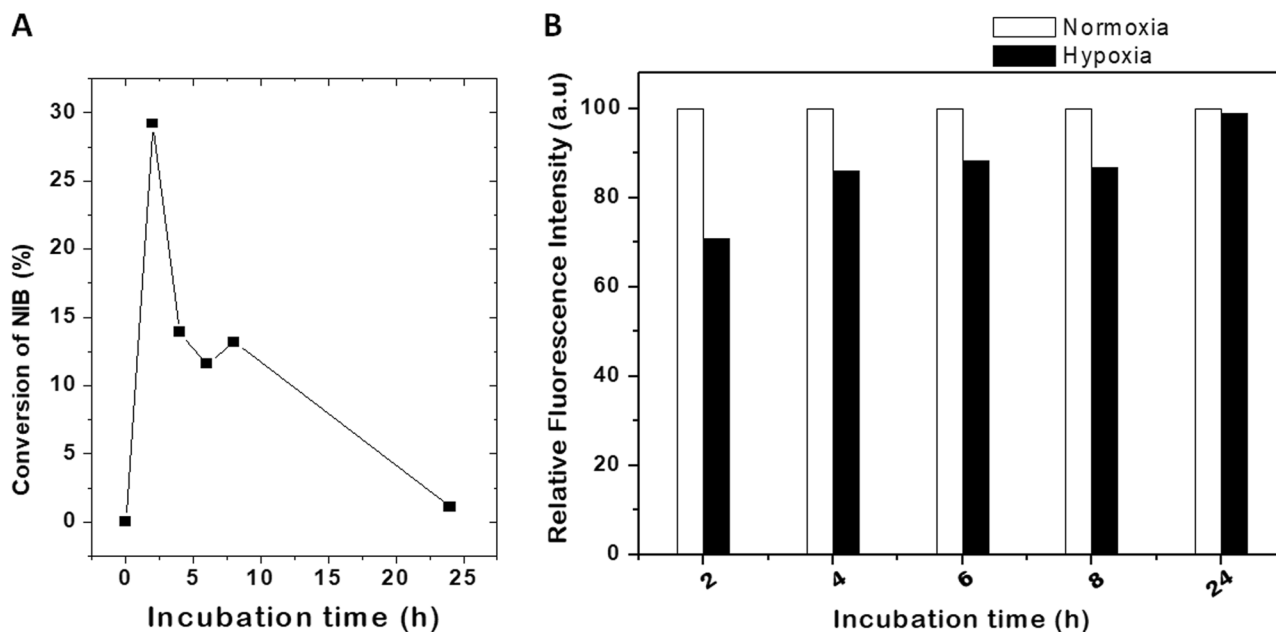 A
Conversion of NIB (%)
30
25
20
15
10
5
0
0 5 10 15 20 25
Incubation time (h)
B
Normoxia
Hypoxia
Relative Fluorescence Intensity (a.u)
100
80
60
40
20
0
2 4 6 8 24
Incubation time (h)